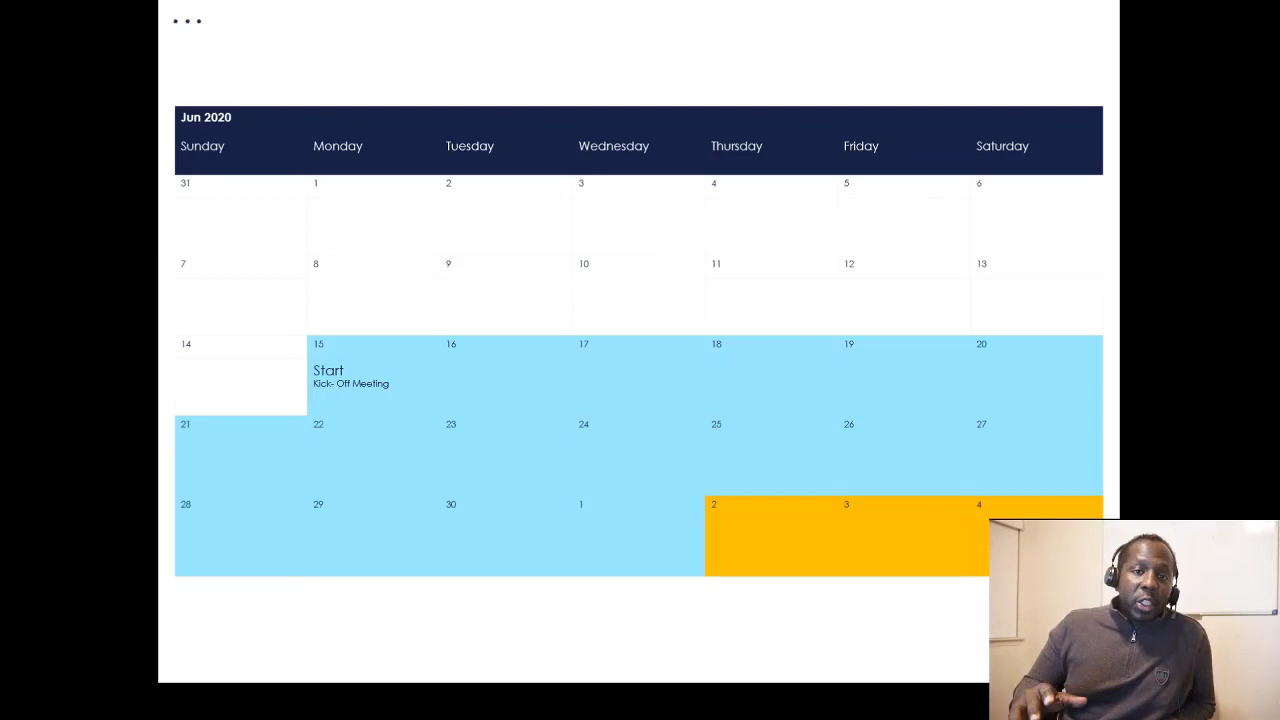 Jun 2020
Sunday Monday Tuesday Wednesday Thursday Friday Saturday
31 1 2 3 4 5 6
7 8 9 10 11 12 13
14 15 16 17 18 19 20
Start
Kick- Off Meeting
21 22 23 24 25 26 27
28 29 30 1 2 3 4